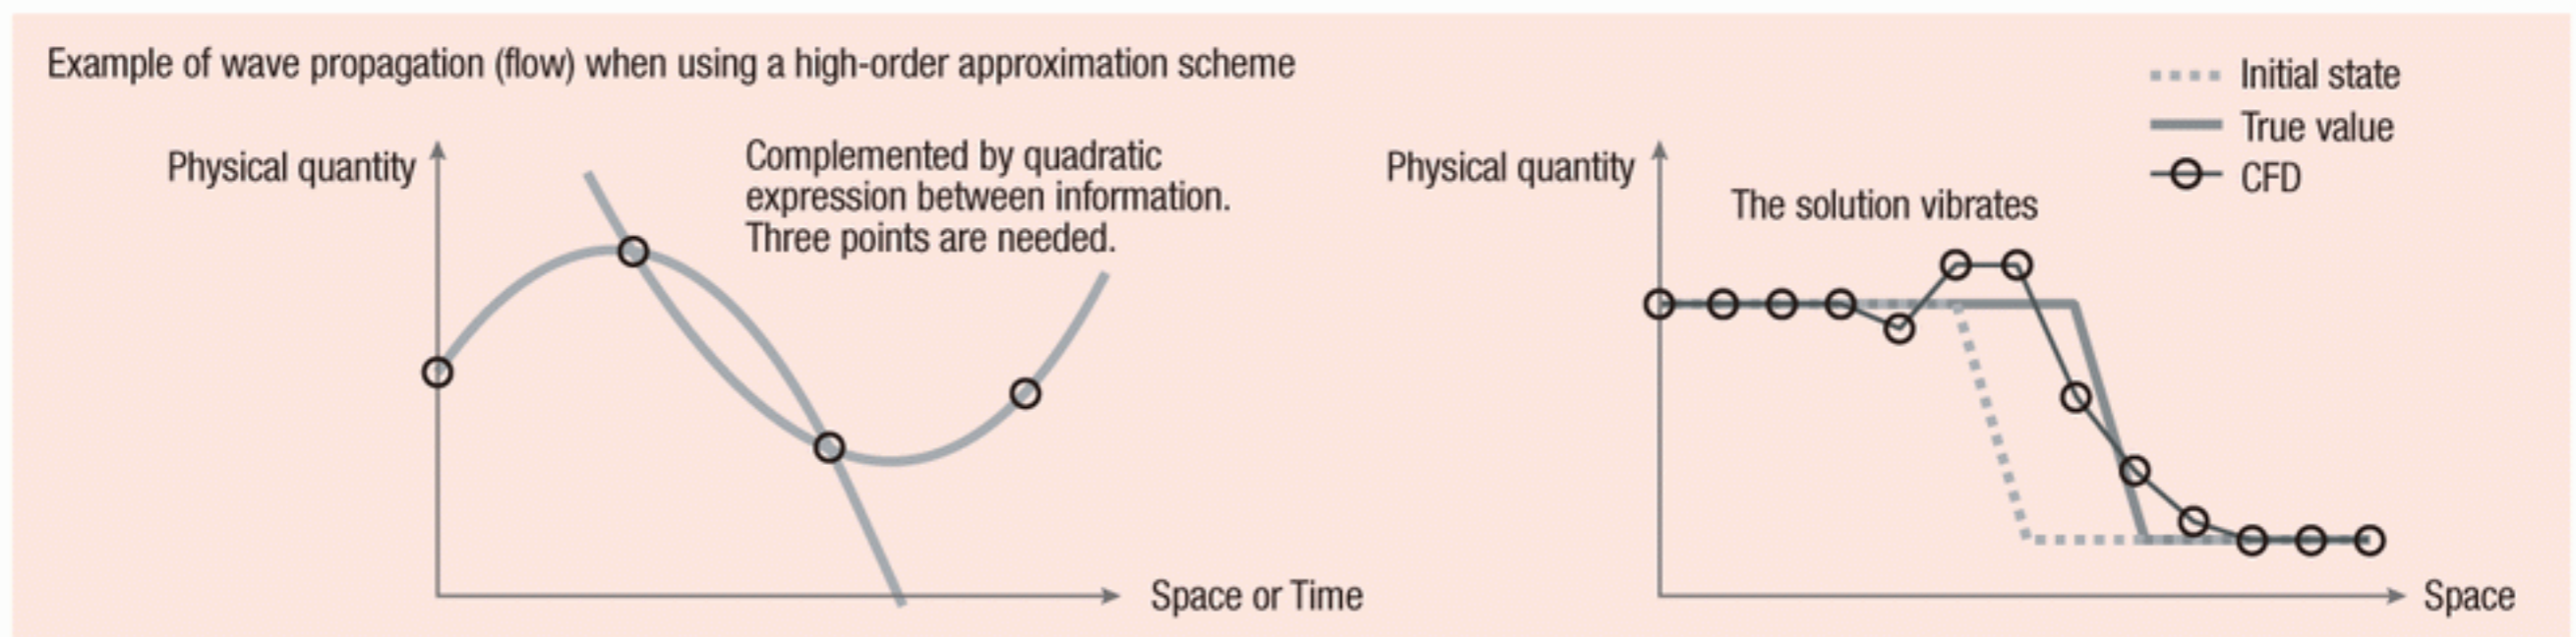 Example of wave propagation (flow) when using a high-order approximation scheme
Physical quantity
Complemented by quadratic
expression between information.
Three points are needed.
Space or Time
Physical quantity
The solution vibrates
Initial state
True value
CFD
Space